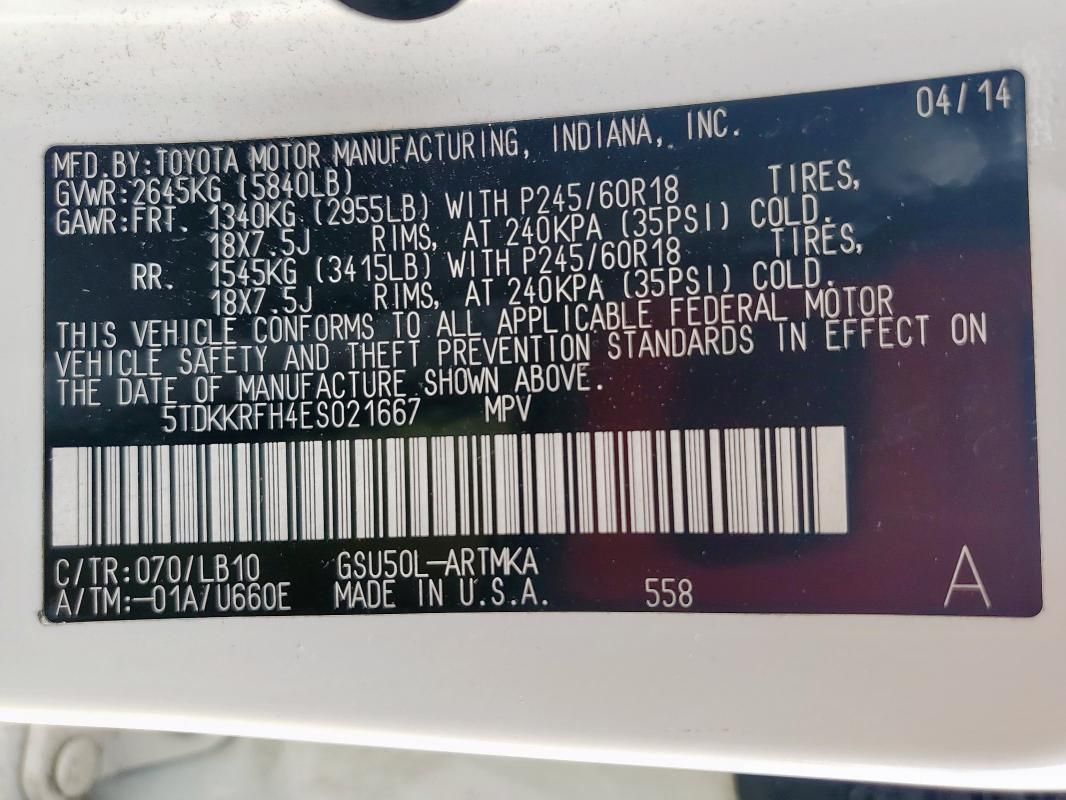 04/14
MFD.BY:TOYOTA MOTOR MANUFACTURING, INDIANA, INC.
GVWR:2645KG (5840LB)
GAWR:FRT. 1340KG (2955LB) WITH P245/60R18 TIRES,
18X7.5J RIMS, AT 240KPA (35PSI) COLD.
RR. 1545KG (3415LB) WITH P245/60R18 TIRES,
18X7.5J RIMS, AT 240KPA (35PSI) COLD.
THIS VEHICLE CONFORMS TO ALL APPLICABLE FEDERAL MOTOR
VEHICLE SAFETY AND THEFT PREVENTION STANDARDS IN EFFECT ON
THE DATE OF MANUFACTURE SHOWN ABOVE.
5TDKKRFH4ES021667 MPV
C/TR:070/LB10 GSU50L-ARTMKA
A/TM:-01A/U660E MADE IN U.S.A. 558 A